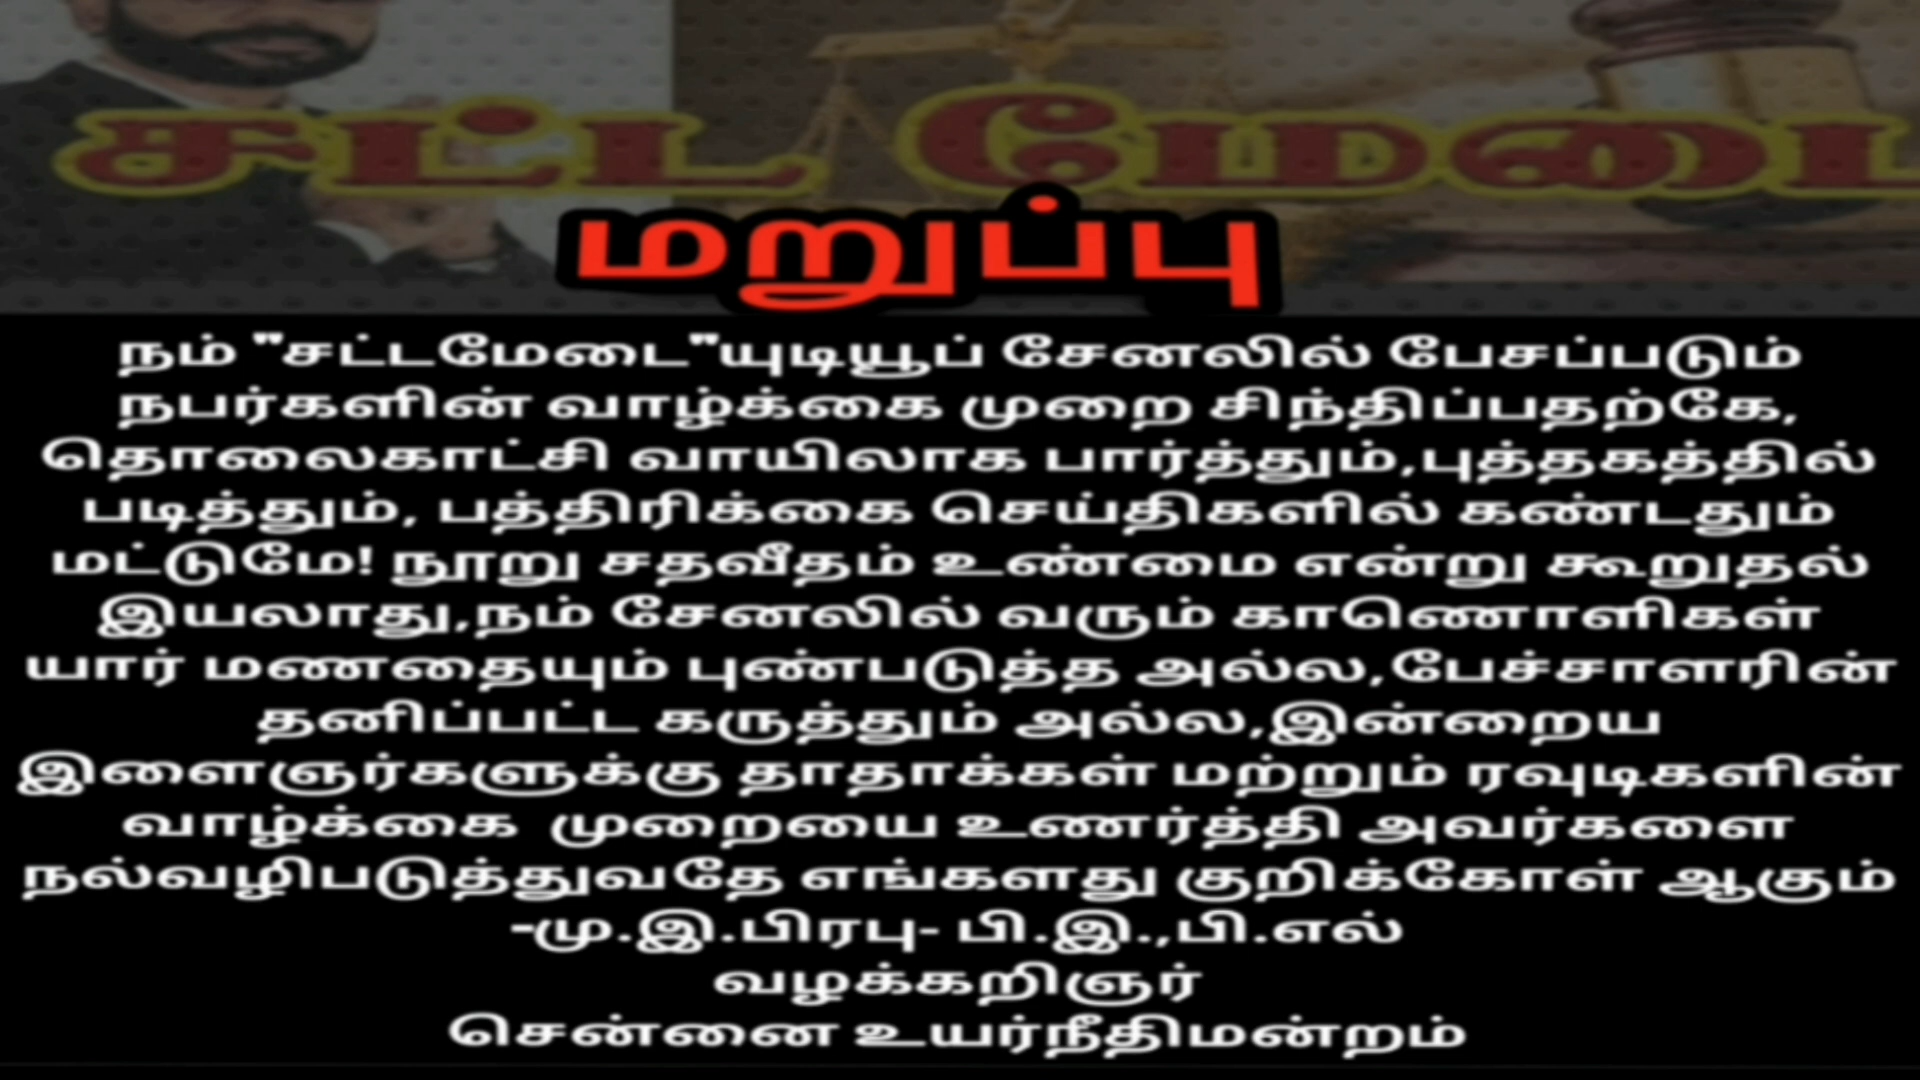 சட்ட மேடை
மறுப்பு
நம் "சட்டமேடை"யுடியூப் சேனலில் பேசப்படும்
நபர்களின் வாழ்க்கை முறை சிந்திப்பதற்கே,
தொலைகாட்சி வாயிலாக பார்த்தும்,புத்தகத்தில்
படித்தும், பத்திரிக்கை செய்திகளில் கண்டதும்
மட்டுமே! நூறு சதவீதம் உண்மை என்று கூறுதல்
இயலாது,நம் சேனலில் வரும் காணொளிகள்
யார் மணதையும் புண்படுத்த அல்ல,பேச்சாளரின்
தனிப்பட்ட கருத்தும் அல்ல,இன்றைய
இளைஞர்களுக்கு தாதாக்கள் மற்றும் ரவுடிகளின்
வாழ்க்கை முறையை உணர்த்தி அவர்களை
நல்வழிபடுத்துவதே எங்களது குறிக்கோள் ஆகும்
-மு.இ.பிரபு- பி.இ.,பி.எல்
வழக்கறிஞர்
சென்னை உயர்நீதிமன்றம்